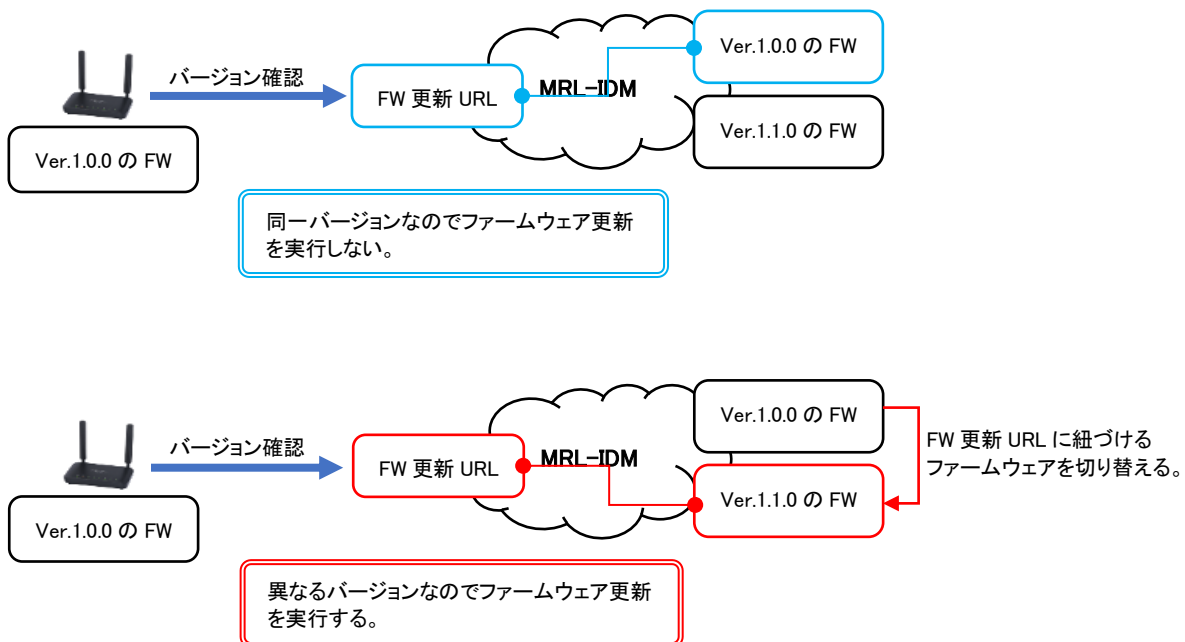 Ver.1.0.0 の FW
バージョン確認
FW 更新 URL
MRL-IDM
Ver.1.0.0 の FW
Ver.1.1.0 の FW
同一バージョンなのでファームウェア更新
を実行しない。
Ver.1.0.0 の FW
バージョン確認
FW 更新 URL
MRL-IDM
Ver.1.0.0 の FW
Ver.1.1.0 の FW
FW 更新 URL に紐づける
ファームウェアを切り替える。
異なるバージョンなのでファームウェア更新
を実行する。